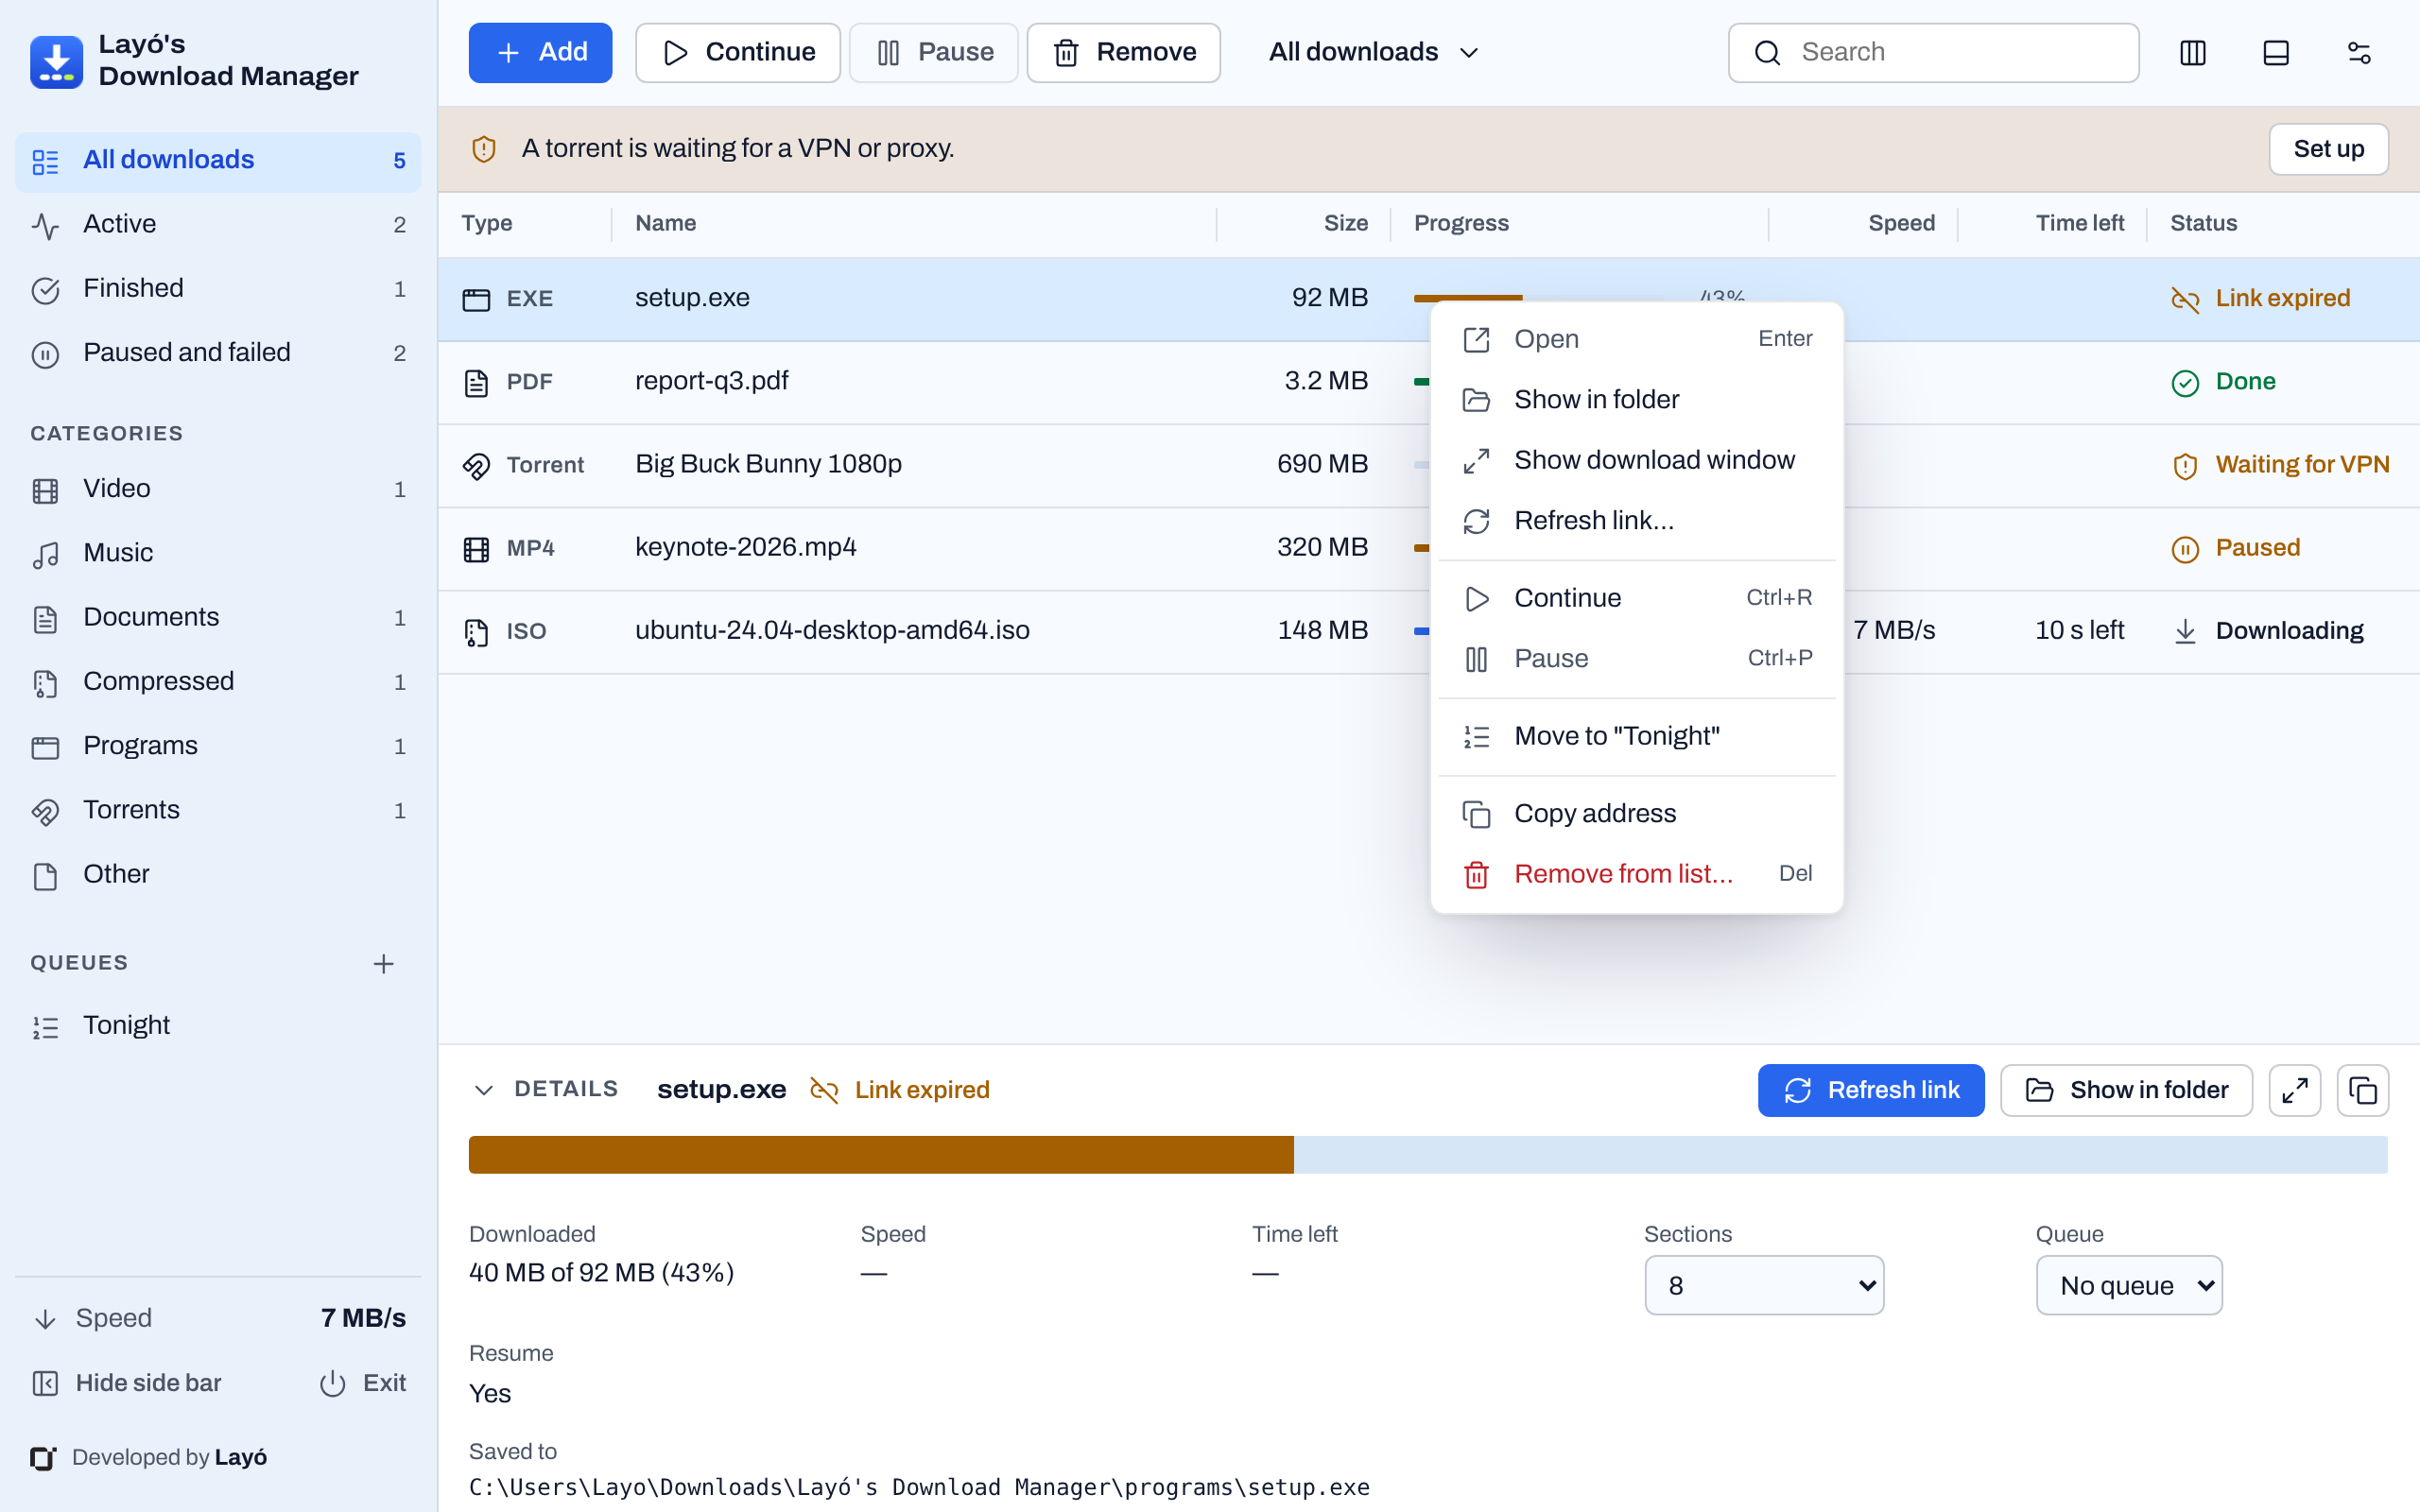 Layó's
Download Manager
All downloads 5
Active 2
Finished 1
Paused and failed 2
CATEGORIES
Video 1
Music
Documents 1
Compressed 1
Programs 1
Torrents 1
Other
QUEUES
Tonight
Speed 7 MB/s
Hide side bar Exit
Developed by Layó
Add Continue Pause Remove All downloads Search
A torrent is waiting for a VPN or proxy. Set up
Type Name Size Progress Speed Time left Status
EXE setup.exe 92 MB 43% Link expired
PDF report-q3.pdf 3.2 MB Done
Torrent Big Buck Bunny 1080p 690 MB Waiting for VPN
MP4 keynote-2026.mp4 320 MB Paused
ISO ubuntu-24.04-desktop-amd64.iso 148 MB 7 MB/s 10 s left Downloading
Open Enter
Show in folder
Show download window
Refresh link...
Continue Ctrl+R
Pause Ctrl+P
Move to "Tonight"
Copy address
Remove from list... Del
DETAILS setup.exe Link expired Refresh link Show in folder
Downloaded Speed Time left Sections Queue
40 MB of 92 MB (43%) — — 8 No queue
Resume
Yes
Saved to
C:\Users\Layo\Downloads\Layó's Download Manager\programs\setup.exe